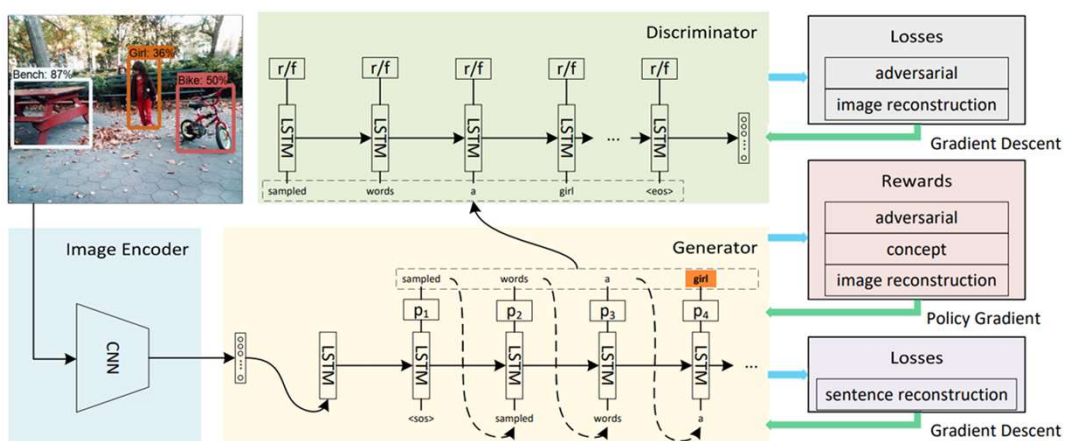 Girl: 36%
Bench: 87%
Bike: 50%
Discriminator
r/f r/f r/f r/f r/f
LSTM LSTM LSTM LSTM ... LSTM
sampled words a girl <eos>
Losses
adversarial
image reconstruction
Gradient Descent
Rewards
adversarial
concept
image reconstruction
Policy Gradient
Image Encoder
CNN
Generator
sampled words a girl
p1 p2 p3 p4
LSTM LSTM LSTM LSTM LSTM ...
<sos> sampled words a
Losses
sentence reconstruction
Gradient Descent